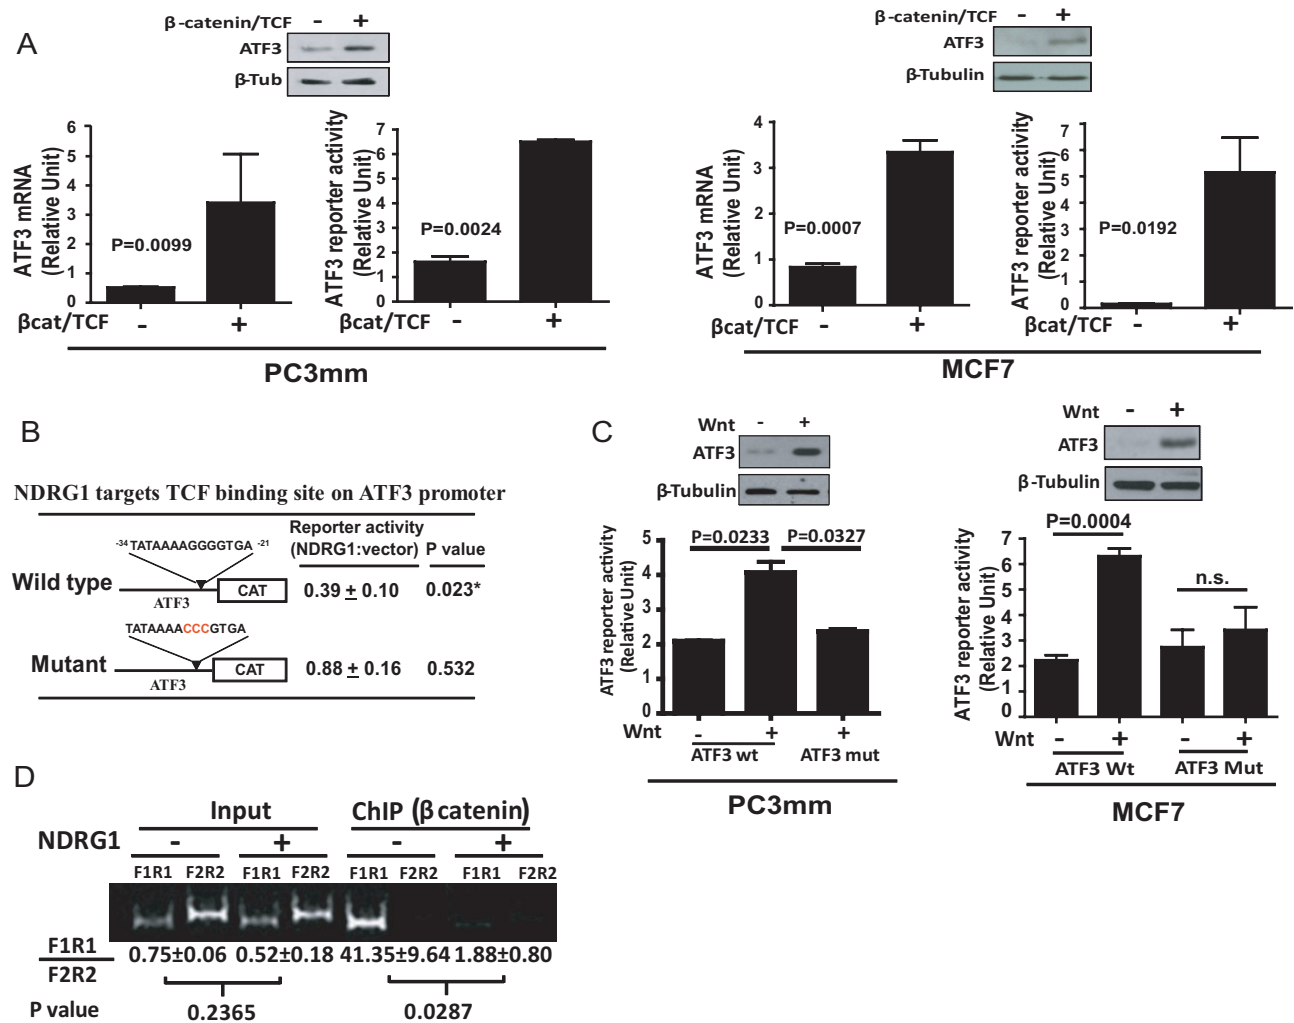 A
β-catenin/TCF - +
ATF3
β-Tub
ATF3 mRNA
(Relative Unit)
6
5
4
3
2
1
0
P=0.0099
βcat/TCF - +
ATF3 reporter activity
(Relative Unit)
7
6
5
4
3
2
1
0
P=0.0024
βcat/TCF - +
PC3mm
β-catenin/TCF - +
ATF3
β-Tubulin
ATF3 mRNA
(Relative Unit)
4
3
2
1
0
P=0.0007
βcat/TCF - +
ATF3 reporter activity
(Relative Unit)
7
6
5
4
3
2
1
0
P=0.0192
βcat/TCF - +
MCF7
B
NDRG1 targets TCF binding site on ATF3 promoter
Reporter activity
(NDRG1:vector) P value
-34 TATAAAAGGGGTGA -21
Wild type ATF3 CAT 0.39 ± 0.10 0.023*
TATAAAACCCGTGA
Mutant ATF3 CAT 0.88 ± 0.16 0.532
C
Wnt - +
ATF3
β-Tubulin
ATF3 reporter activity
(Relative Unit)
5
4
3
2
1
0
P=0.0233 P=0.0327
Wnt - + +
ATF3 wt ATF3 mut
PC3mm
Wnt - +
ATF3
β-Tubulin
ATF3 reporter activity
(Relative Unit)
7
6
5
4
3
2
1
0
P=0.0004
n.s.
Wnt - + - +
ATF3 Wt ATF3 Mut
MCF7
D
Input ChIP (β catenin)
NDRG1 - + - +
F1R1 F2R2 F1R1 F2R2 F1R1 F2R2 F1R1 F2R2
F1R1
F2R2
0.75±0.06 0.52±0.18 41.35±9.64 1.88±0.80
P value 0.2365 0.0287